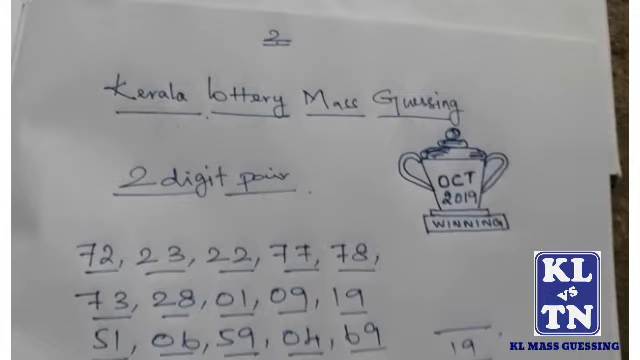 2
Kerala lottery Mass Guessing
2 digit pair
OCT
2019
WINNING
72, 23, 22, 77, 78,
73, 28, 01, 09, 19
51, 06, 59, 04, 69
19
KL
VS
TN
KL MASS GUESSING